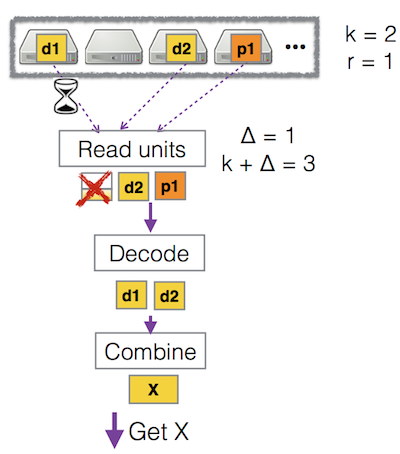 d1 d2 p1 ...
k = 2
r = 1
Read units
Δ = 1
k + Δ = 3
d2 p1
Decode
d1 d2
Combine
X
Get X